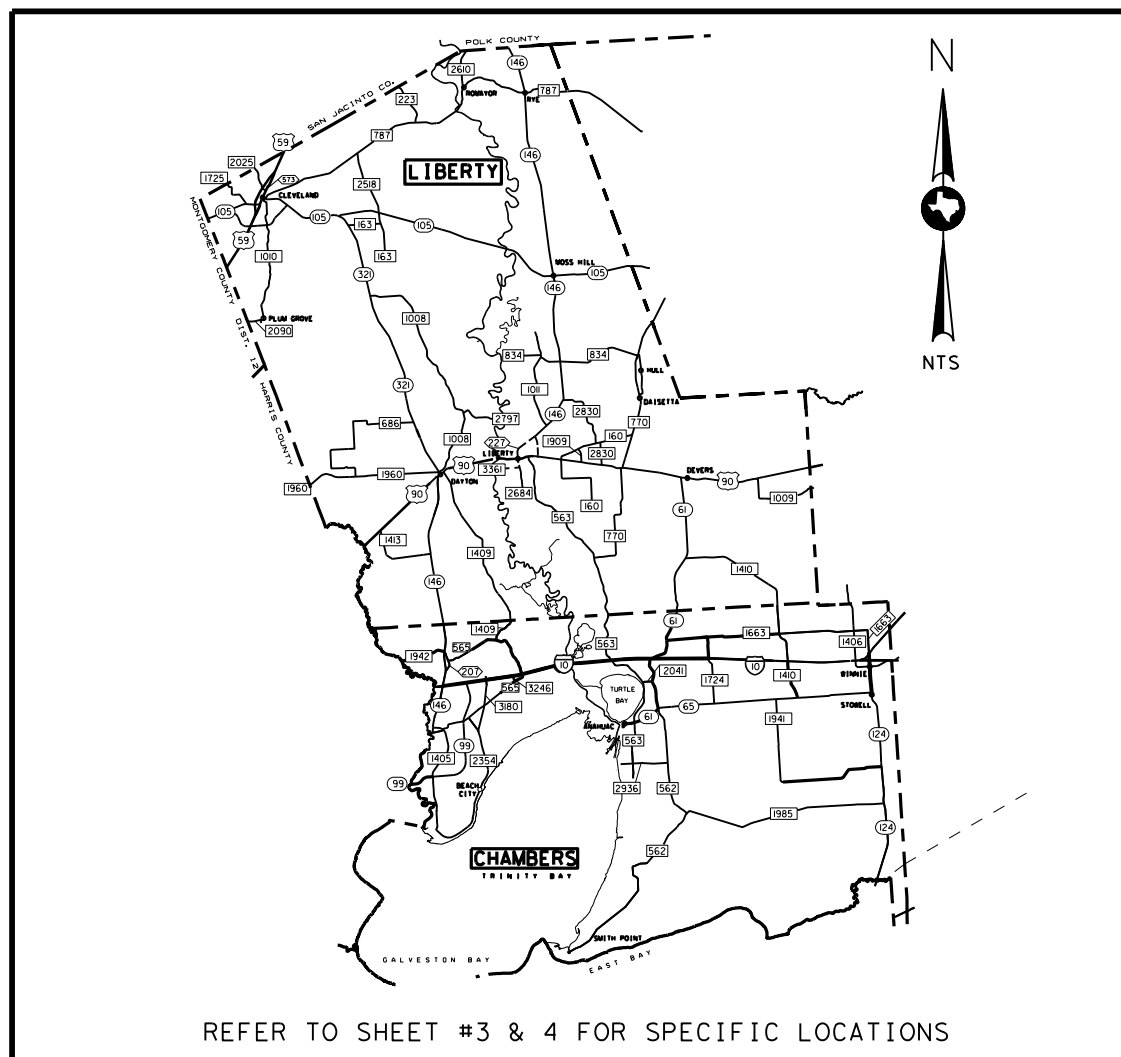 POLK COUNTY
146
2610
ROMAYOR
787
RYE
223
SAN JACINTO CO.
N
59
787
146
2025
LIBERTY
1725
573
2518
CLEVELAND
105
105
163
105
59
1010
163
MOSS HILL
105
321
146
MONTGOMERY COUNTY
PLUM GROVE
1008
2090
DIST. 12
NTS
834
834
HULL
321
1011
DAISETTA
HARRIS COUNTY
146
2830
686
2797
770
1008
227
1909
160
LIBERTY
2830
90
3361
1960
DAYTON
DEVERS
90
1960
90
2684
1009
160
61
563
1413
770
1409
1410
146
61
1409
1663
1663
565
563
1406
1942
10
207
2041
10
1410
WINNIE
565
3246
1724
TURTLE
BAY
146
3180
65
STOWELL
61
1941
ANAHUAC
99
563
124
1405
2354
99
BEACH
CITY
2936
562
1985
124
562
CHAMBERS
TRINITY BAY
SMITH POINT
GALVESTON BAY
EAST BAY
REFER TO SHEET #3 & 4 FOR SPECIFIC LOCATIONS